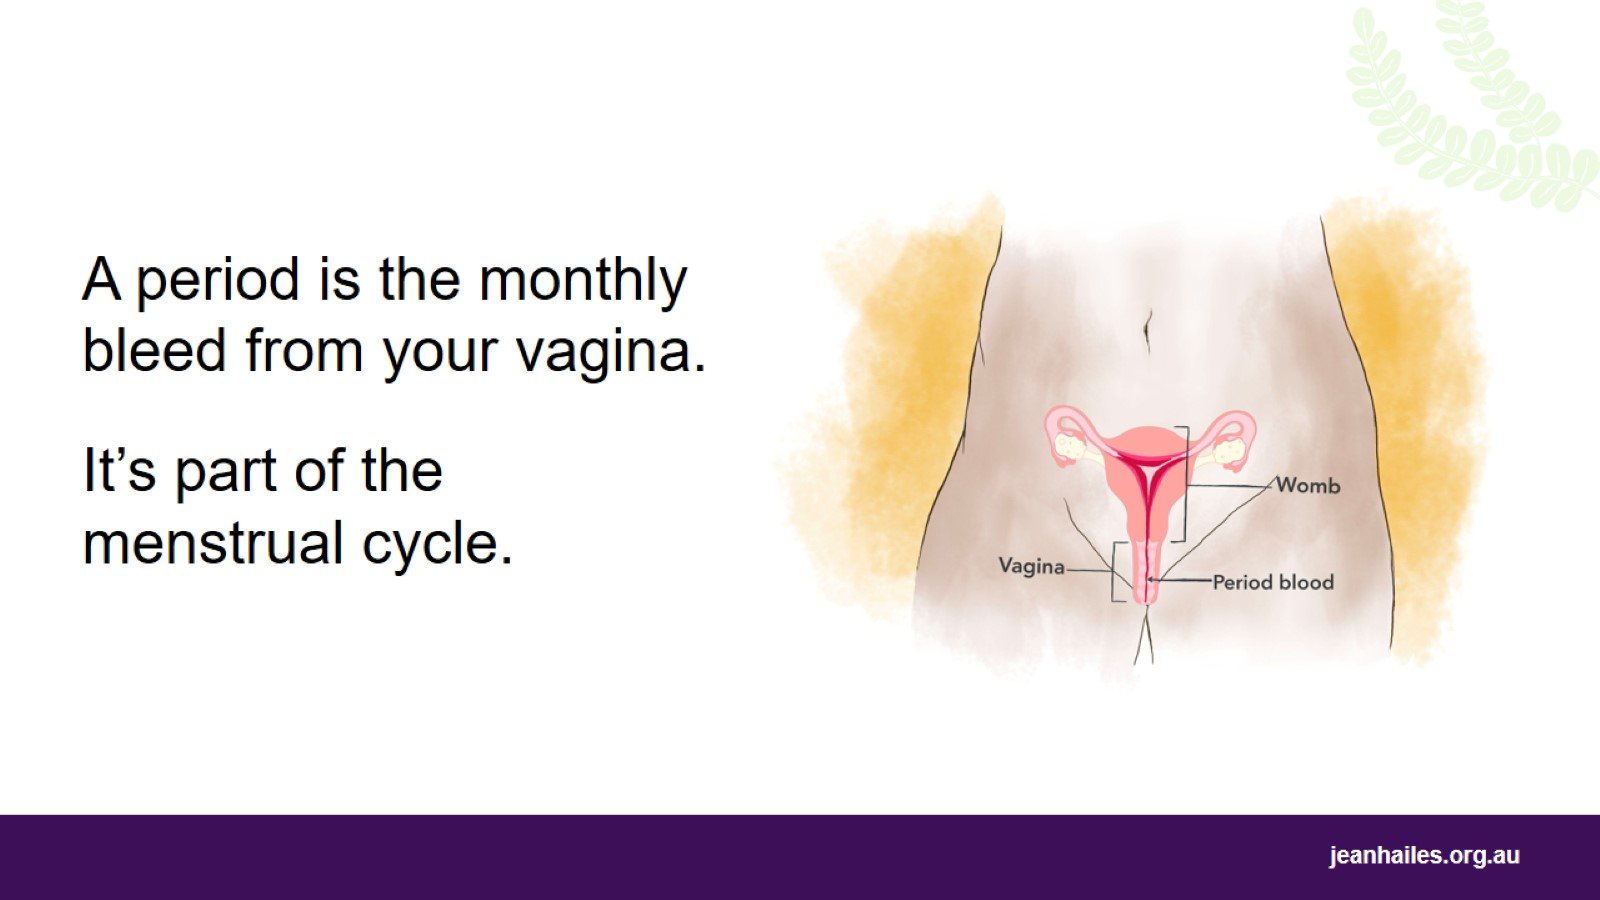 A period is the monthly
bleed from your vagina.
It’s part of the
menstrual cycle.
Womb
Vagina
Period blood
jeanhailes.org.au